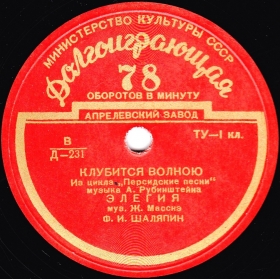 МИНИСТЕРСТВО КУЛЬТУРЫ СССР
Долгоиграющая
78
ОБОРОТОВ В МИНУТУ
АПРЕЛЕВСКИЙ ЗАВОД
В
Д—231
ТУ—1 кл.
КЛУБИТСЯ ВОЛНОЮ
Из цикла „Персидские песни"
музыка А. Рубинштейна
ЭЛЕГИЯ
муз. Ж. Масснэ
Ф. И. ШАЛЯПИН